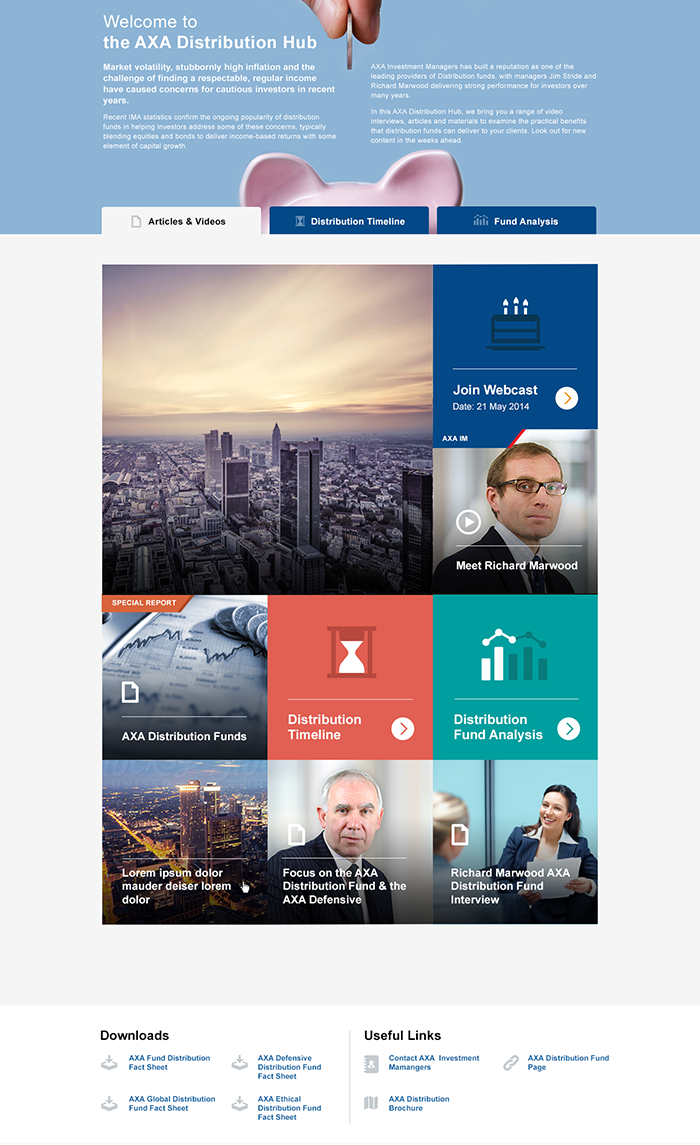 Welcome to
the AXA Distribution Hub
Market volatility, stubbornly high inflation and the
challenge of finding a respectable, regular income
have caused concerns for cautious investors in recent
years.
Recent IMA statistics confirm the ongoing popularity of distribution
funds in helping investors address some of these concerns, typically
blending equities and bonds to deliver income-based returns with some
element of capital growth.
AXA Investment Managers has built a reputation as one of the
leading providers of Distribution funds, with managers Jim Stride and
Richard Marwood delivering strong performance for investors over
many years.
In this AXA Distribution Hub, we bring you a range of video
interviews, articles and materials to examine the practical benefits
that distribution funds can deliver to your clients. Look out for new
content in the weeks ahead.
Articles & Videos
Distribution Timeline
Fund Analysis
Join Webcast
Date: 21 May 2014
AXA IM
Meet Richard Marwood
SPECIAL REPORT
AXA Distribution Funds
Distribution
Timeline
Distribution
Fund Analysis
Lorem ipsum dolor
mauder deiser lorem
dolor
Focus on the AXA
Distribution Fund & the
AXA Defensive
Richard Marwood AXA
Distribution Fund
Interview
Downloads
AXA Fund Distribution
Fact Sheet
AXA Defensive
Distribution Fund
Fact Sheet
AXA Global Distribution
Fund Fact Sheet
AXA Ethical
Distribution Fund
Fact Sheet
Useful Links
Contact AXA Investment
Mamangers
AXA Distribution Fund
Page
AXA Distribution
Brochure